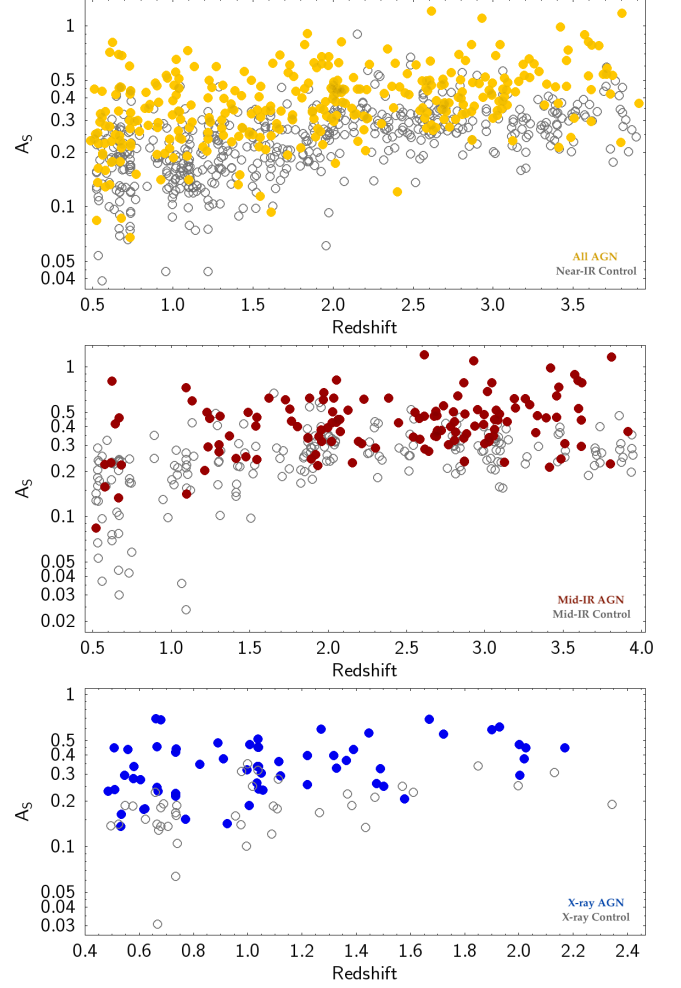 1
0.5
0.4
0.3
0.2
0.1
0.05
0.04
A_S
All AGN
Near-IR Control
0.5 1.0 1.5 2.0 2.5 3.0 3.5
Redshift
1
0.5
0.4
0.3
0.2
0.1
0.05
0.04
0.03
0.02
A_S
Mid-IR AGN
Mid-IR Control
0.5 1.0 1.5 2.0 2.5 3.0 3.5 4.0
Redshift
1
0.5
0.4
0.3
0.2
0.1
0.05
0.04
0.03
A_S
X-ray AGN
X-ray Control
0.4 0.6 0.8 1.0 1.2 1.4 1.6 1.8 2.0 2.2 2.4
Redshift